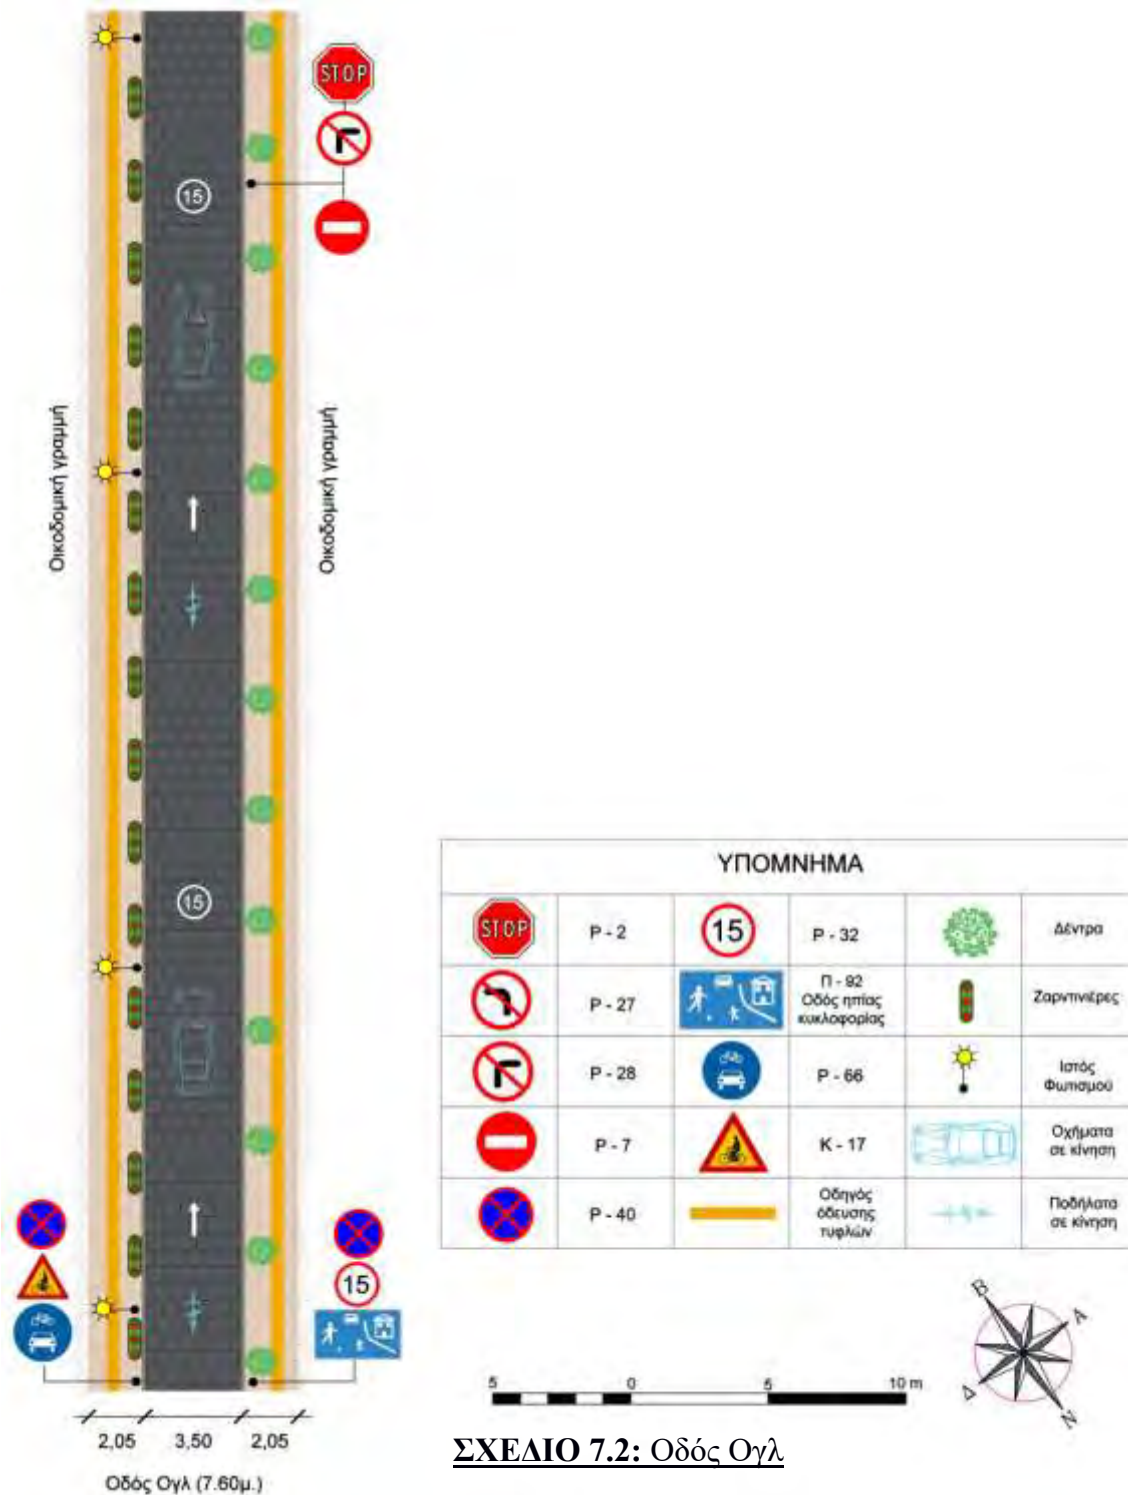 STOP
15
Οικοδομική γραμμή
Οικοδομική γραμμή
15
15
2,05 3,50 2,05
Οδός Ογλ (7.60μ.)
ΥΠΟΜΝΗΜΑ
STOP P - 2 15 P - 32 Δέντρα
P - 27 Π - 92 Οδός ηπίας κυκλοφορίας Ζαρντινιέρες
P - 28 P - 66 Ιστός Φωτισμού
P - 7 K - 17 Οχήματα σε κίνηση
P - 40 Οδηγός όδευσης τυφλών Ποδήλατα σε κίνηση
Β
Α
Δ
Ν
5 0 5 10 m
ΣΧΕΔΙΟ 7.2: Οδός Ογλ